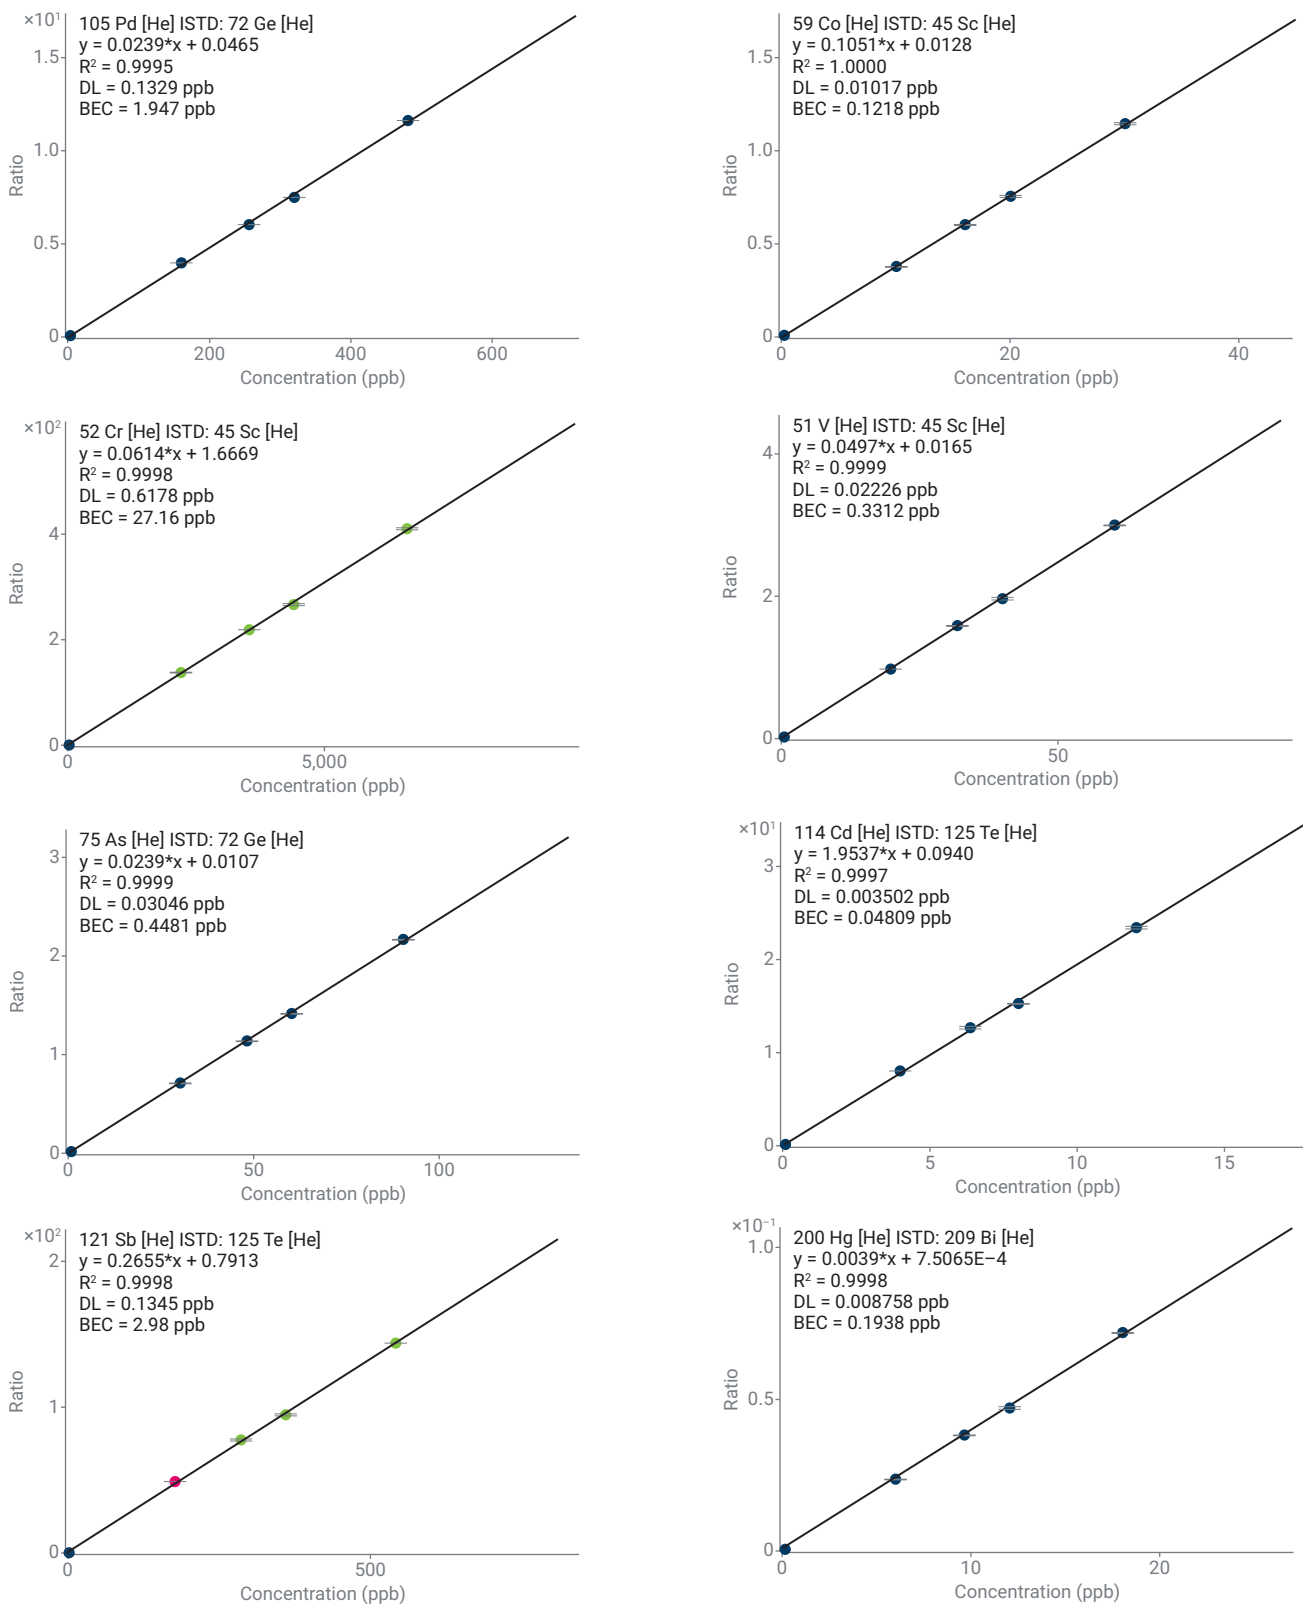 ×10¹
105 Pd [He] ISTD: 72 Ge [He]
y = 0.0239*x + 0.0465
R² = 0.9995
DL = 0.1329 ppb
BEC = 1.947 ppb
1.5
1.0
0.5
0
Ratio
0 200 400 600
Concentration (ppb)
59 Co [He] ISTD: 45 Sc [He]
y = 0.1051*x + 0.0128
R² = 1.0000
DL = 0.01017 ppb
BEC = 0.1218 ppb
1.5
1.0
0.5
0
Ratio
0 20 40
Concentration (ppb)
×10²
52 Cr [He] ISTD: 45 Sc [He]
y = 0.0614*x + 1.6669
R² = 0.9998
DL = 0.6178 ppb
BEC = 27.16 ppb
4
2
0
Ratio
0 5,000
Concentration (ppb)
51 V [He] ISTD: 45 Sc [He]
y = 0.0497*x + 0.0165
R² = 0.9999
DL = 0.02226 ppb
BEC = 0.3312 ppb
4
2
0
Ratio
0 50
Concentration (ppb)
75 As [He] ISTD: 72 Ge [He]
y = 0.0239*x + 0.0107
R² = 0.9999
DL = 0.03046 ppb
BEC = 0.4481 ppb
3
2
1
0
Ratio
0 50 100
Concentration (ppb)
×10¹
114 Cd [He] ISTD: 125 Te [He]
y = 1.9537*x + 0.0940
R² = 0.9997
DL = 0.003502 ppb
BEC = 0.04809 ppb
3
2
1
0
Ratio
0 5 10 15
Concentration (ppb)
×10²
121 Sb [He] ISTD: 125 Te [He]
y = 0.2655*x + 0.7913
R² = 0.9998
DL = 0.1345 ppb
BEC = 2.98 ppb
2
1
0
Ratio
0 500
Concentration (ppb)
×10⁻¹
200 Hg [He] ISTD: 209 Bi [He]
y = 0.0039*x + 7.5065E−4
R² = 0.9998
DL = 0.008758 ppb
BEC = 0.1938 ppb
1.0
0.5
0
Ratio
0 10 20
Concentration (ppb)